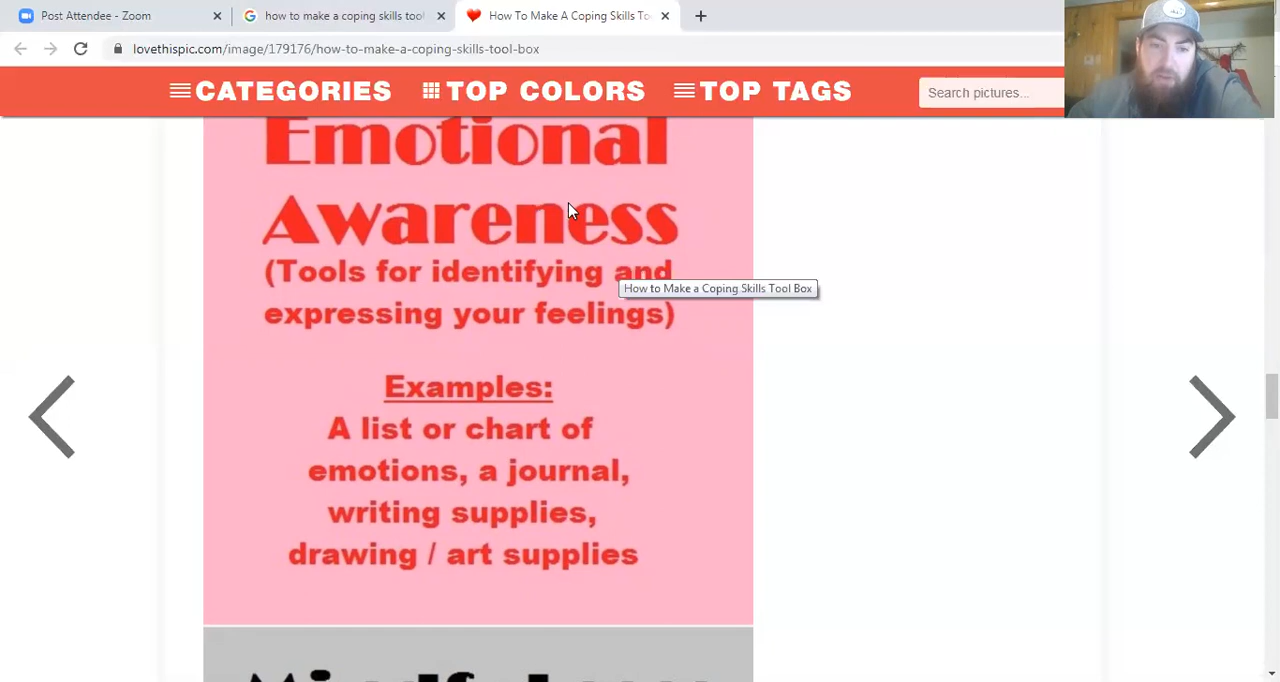 Post Attendee - Zoom
how to make a coping skills tool
How To Make A Coping Skills To
lovethispic.com/image/179176/how-to-make-a-coping-skills-tool-box
CATEGORIES
TOP COLORS
TOP TAGS
Search pictures...
Emotional
Awareness
(Tools for identifying and
expressing your feelings)
How to Make a Coping Skills Tool Box
Examples:
A list or chart of
emotions, a journal,
writing supplies,
drawing / art supplies